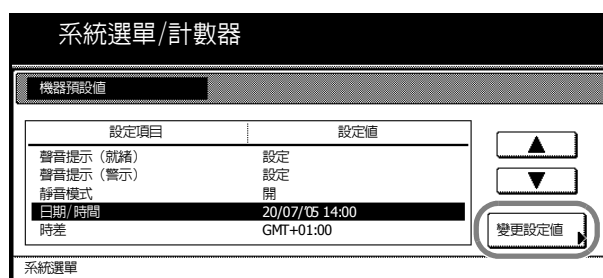 系統選單/計數器
機器預設値
設定項目 設定値
聲音提示（就緒） 設定
聲音提示（警示） 設定
靜音模式 開
日期/時間 20/07/'05 14:00
時差 GMT+01:00
變更設定値
系統選單